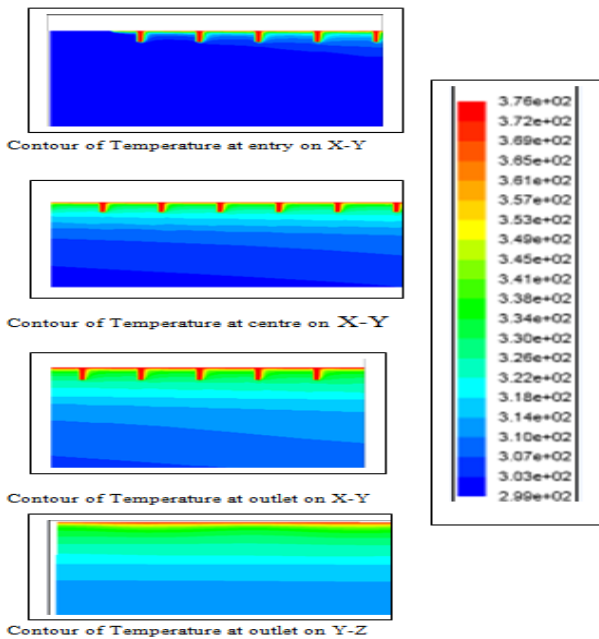 Contour of Temperature at entry on X-Y
Contour of Temperature at centre on X-Y
Contour of Temperature at outlet on X-Y
Contour of Temperature at outlet on Y-Z
3.76e+02
3.72e+02
3.69e+02
3.65e+02
3.61e+02
3.57e+02
3.53e+02
3.49e+02
3.45e+02
3.41e+02
3.38e+02
3.34e+02
3.30e+02
3.26e+02
3.22e+02
3.18e+02
3.14e+02
3.10e+02
3.07e+02
3.03e+02
2.99e+02